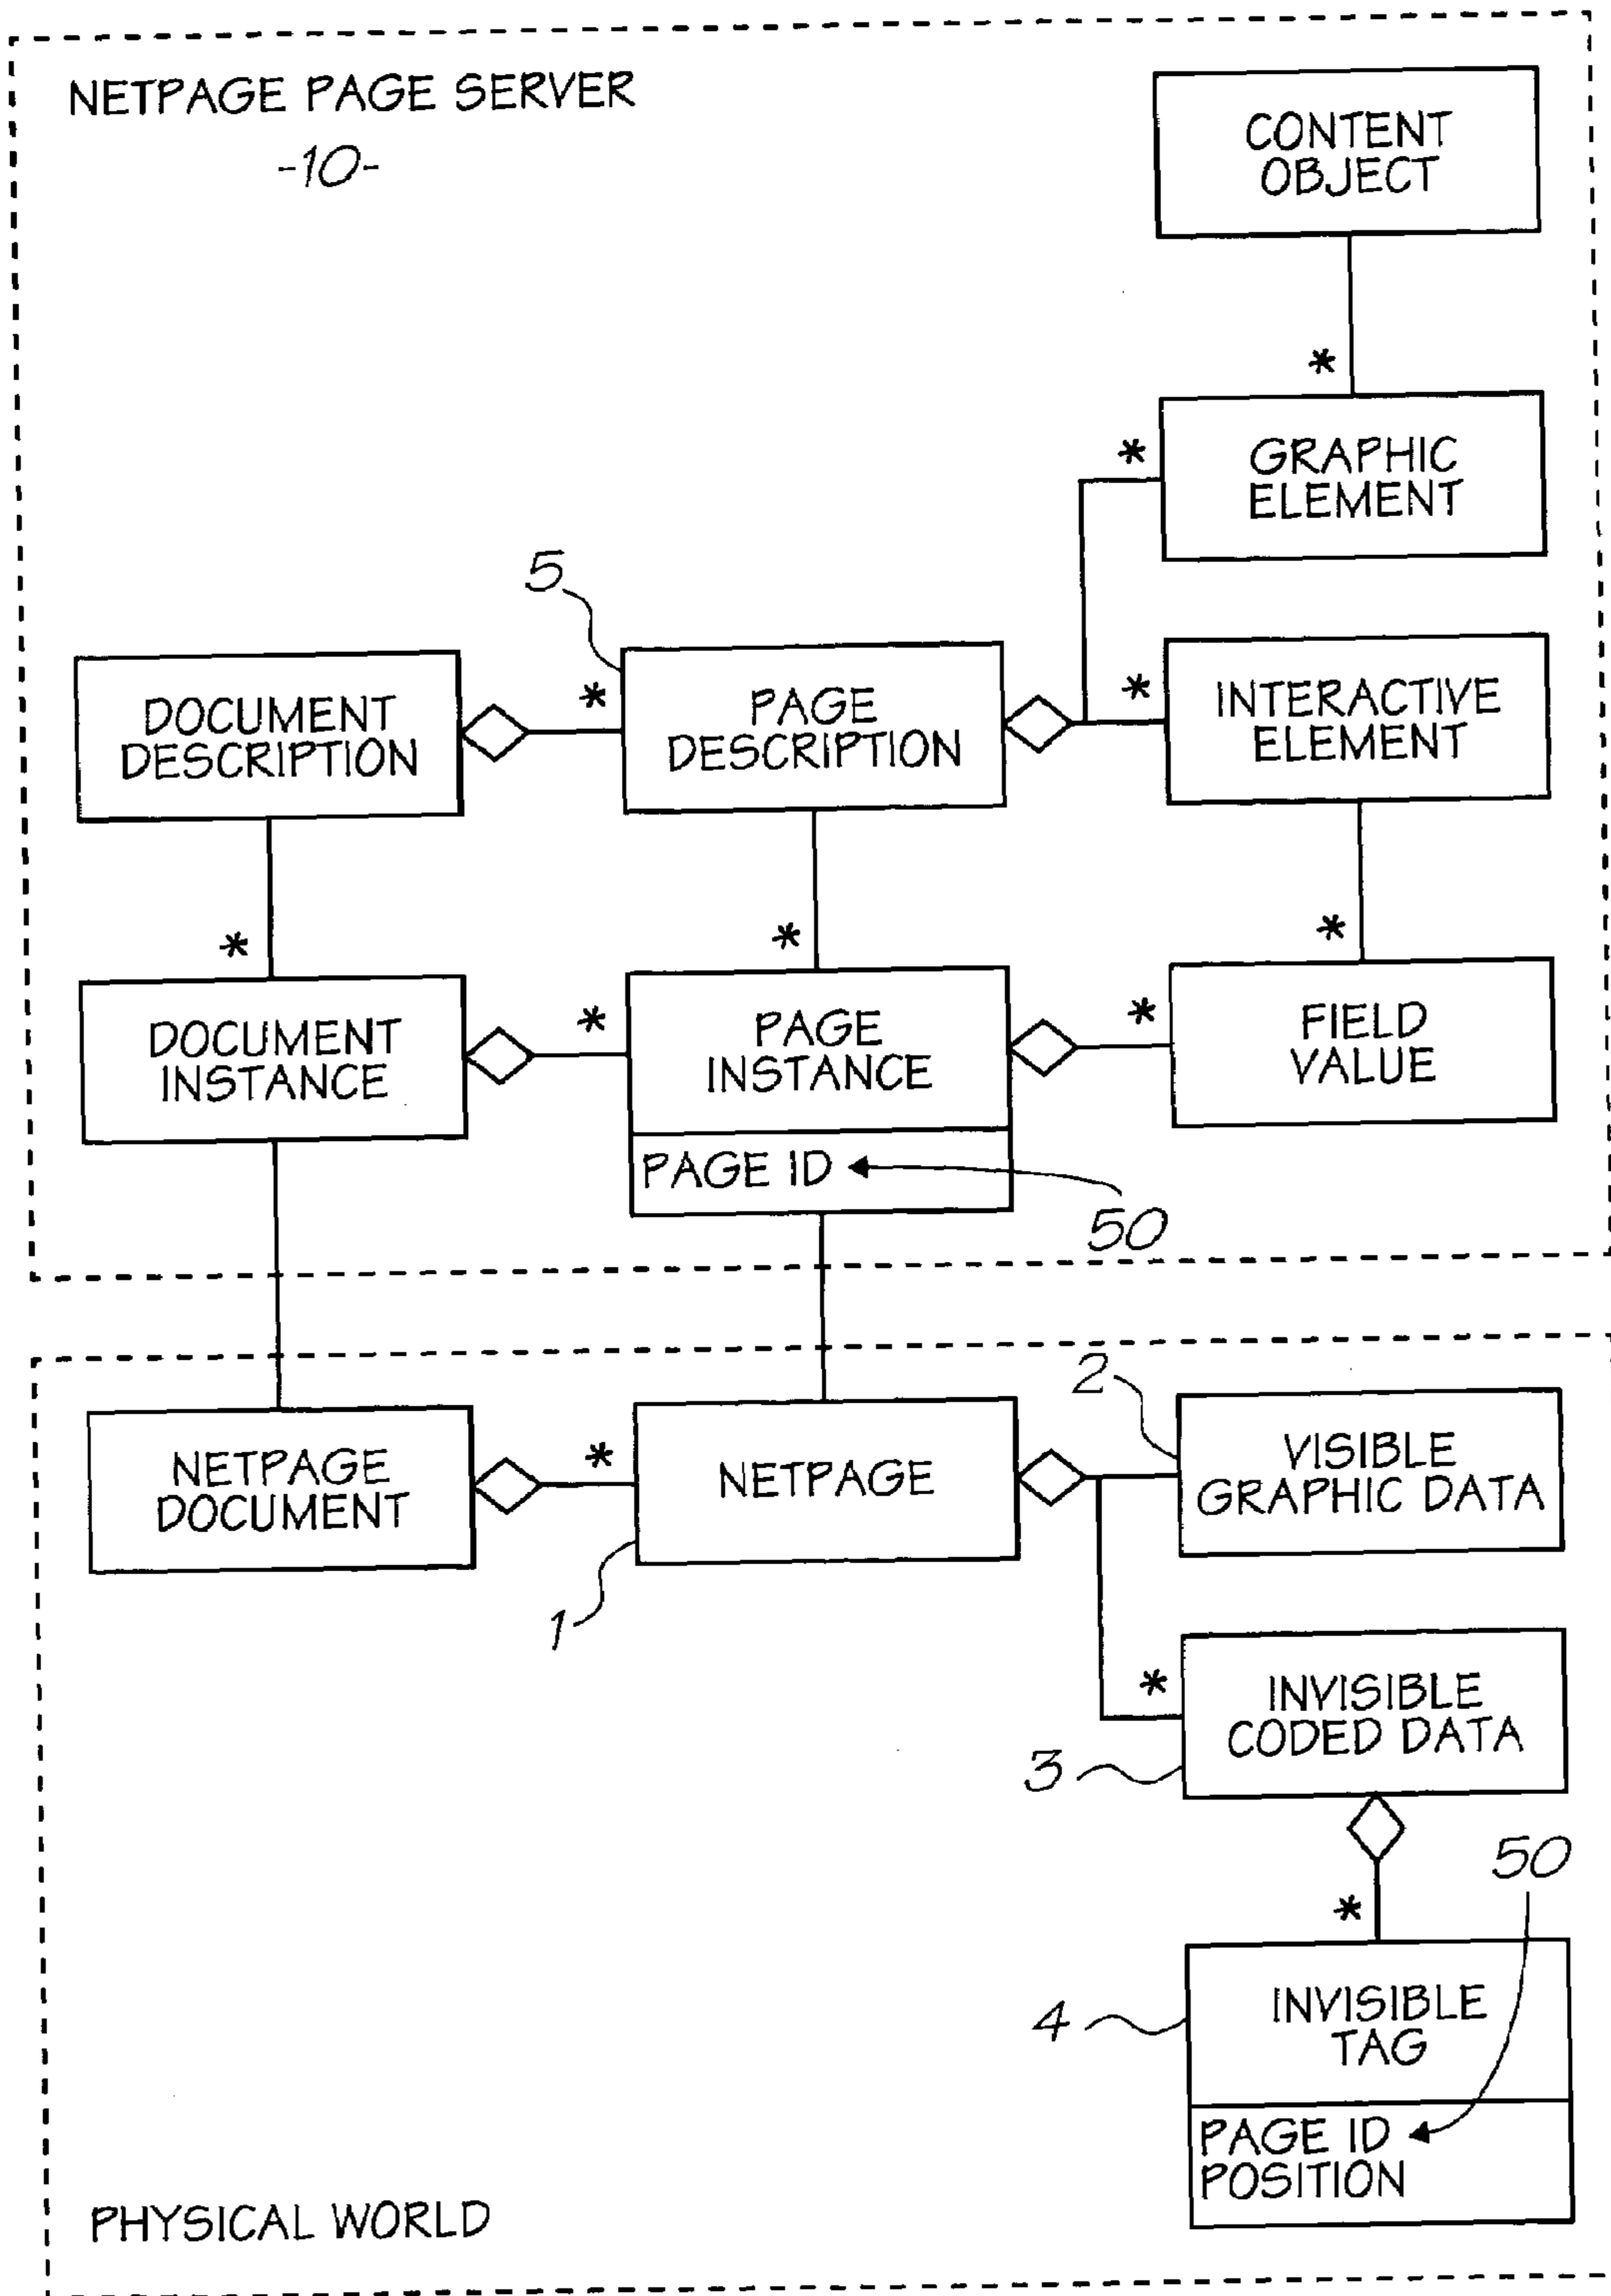 NETPAGE PAGE SERVER
-10-
CONTENT
OBJECT
*
*
GRAPHIC
ELEMENT
5
DOCUMENT
DESCRIPTION
*
PAGE
DESCRIPTION
*
INTERACTIVE
ELEMENT
*
*
*
DOCUMENT
INSTANCE
*
PAGE
INSTANCE
*
FIELD
VALUE
PAGE ID
50
2
NETPAGE
DOCUMENT
*
NETPAGE
VISIBLE
GRAPHIC DATA
1
*
INVISIBLE
CODED DATA
3
50
*
4
INVISIBLE
TAG
PAGE ID
POSITION
PHYSICAL WORLD